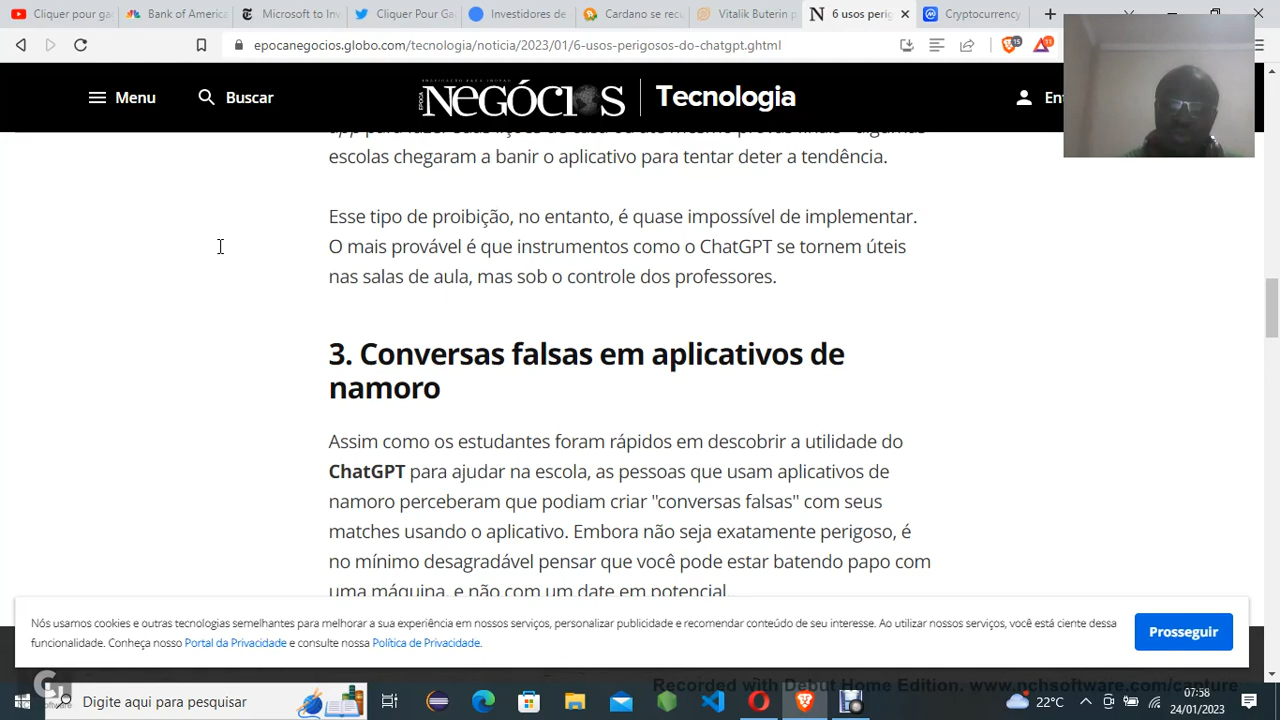 Cliquer pour ga
Bank of America
Microsoft to Inv
Cliquer Pour Ga
Investidores de
Cardano se recu
Vitalik Buterin p
6 usos perig
Cryptocurrency
epocanegocios.globo.com/tecnologia/noticia/2023/01/6-usos-perigosos-do-chatgpt.ghtml
Menu
Buscar
NEGÓCIOS
Tecnologia
escolas chegaram a banir o aplicativo para tentar deter a tendência.
Esse tipo de proibição, no entanto, é quase impossível de implementar.
O mais provável é que instrumentos como o ChatGPT se tornem úteis
nas salas de aula, mas sob o controle dos professores.
3. Conversas falsas em aplicativos de
namoro
Assim como os estudantes foram rápidos em descobrir a utilidade do
ChatGPT para ajudar na escola, as pessoas que usam aplicativos de
namoro perceberam que podiam criar "conversas falsas" com seus
matches usando o aplicativo. Embora não seja exatamente perigoso, é
no mínimo desagradável pensar que você pode estar batendo papo com
uma máquina, e não com um date em potencial.
Nós usamos cookies e outras tecnologias semelhantes para melhorar a sua experiência em nossos serviços, personalizar publicidade e recomendar conteúdo de seu interesse. Ao utilizar nossos serviços, você está ciente dessa
funcionalidade. Conheça nosso Portal da Privacidade e consulte nossa Política de Privacidade.
Prosseguir
Recorded with Debut Home Edition. www.nchsoftware.com/capture
Digite aqui para pesquisar
22°C
07:58
24/01/2023